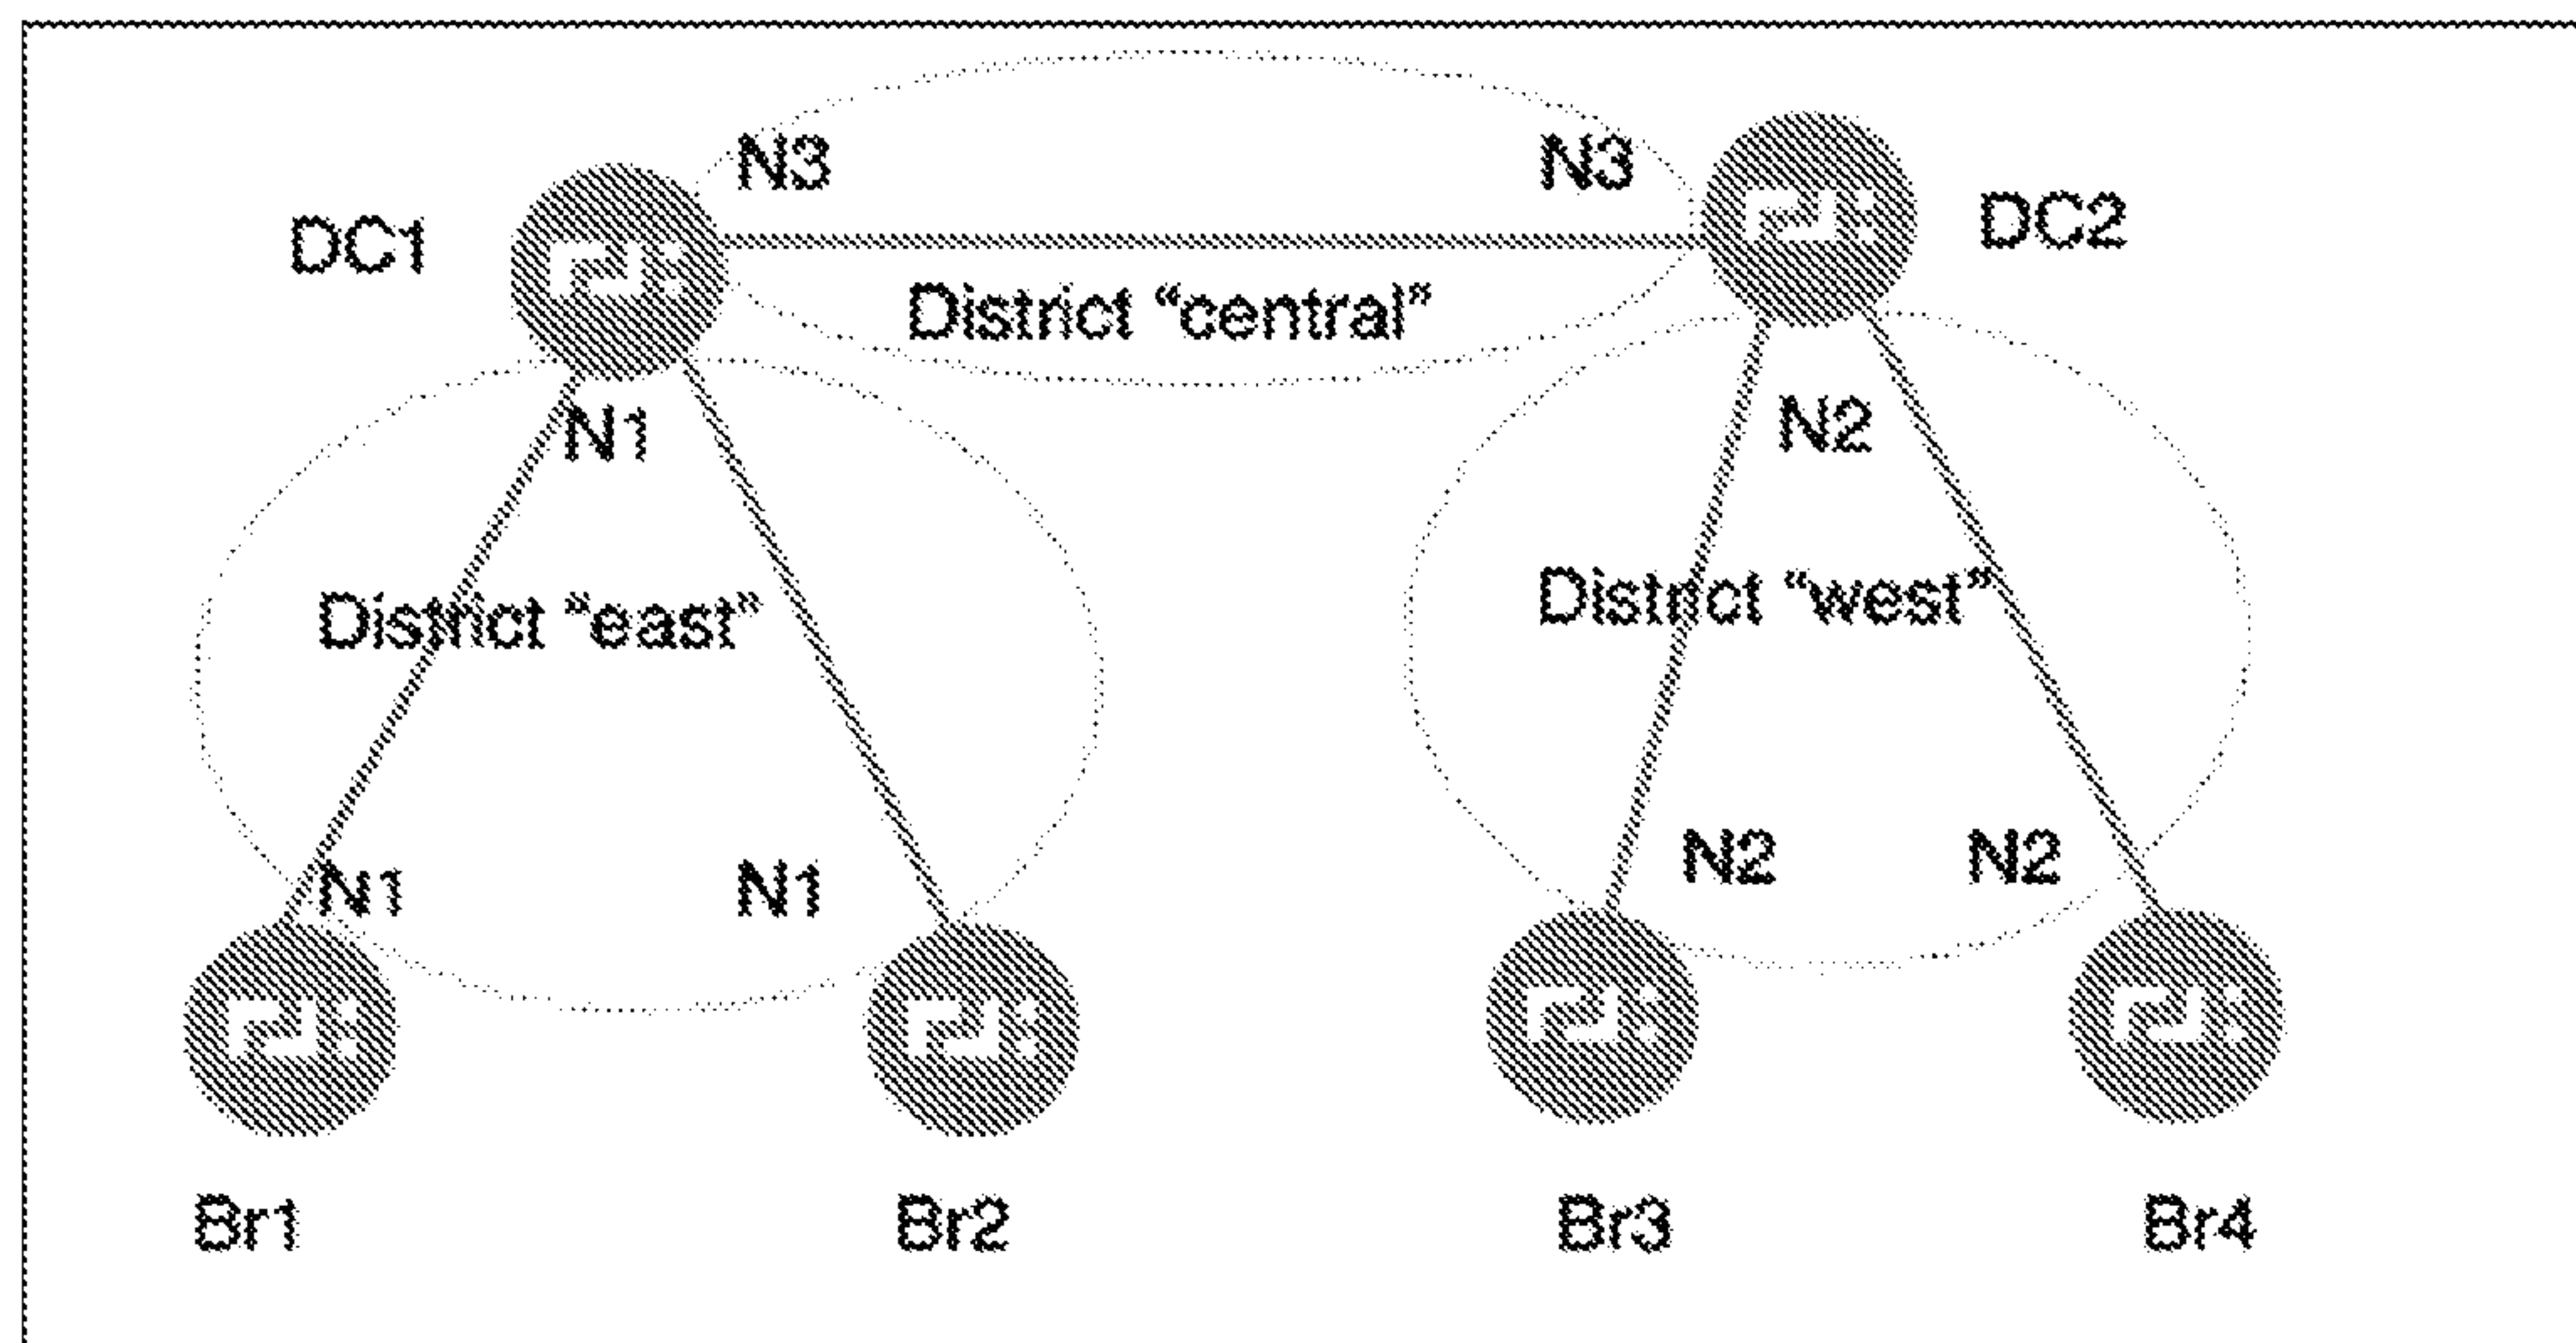 N3 N3
DC1 DC2
District “central”
N1 N2
District “east” District “west”
N1 N1 N2 N2
Br1 Br2 Br3 Br4